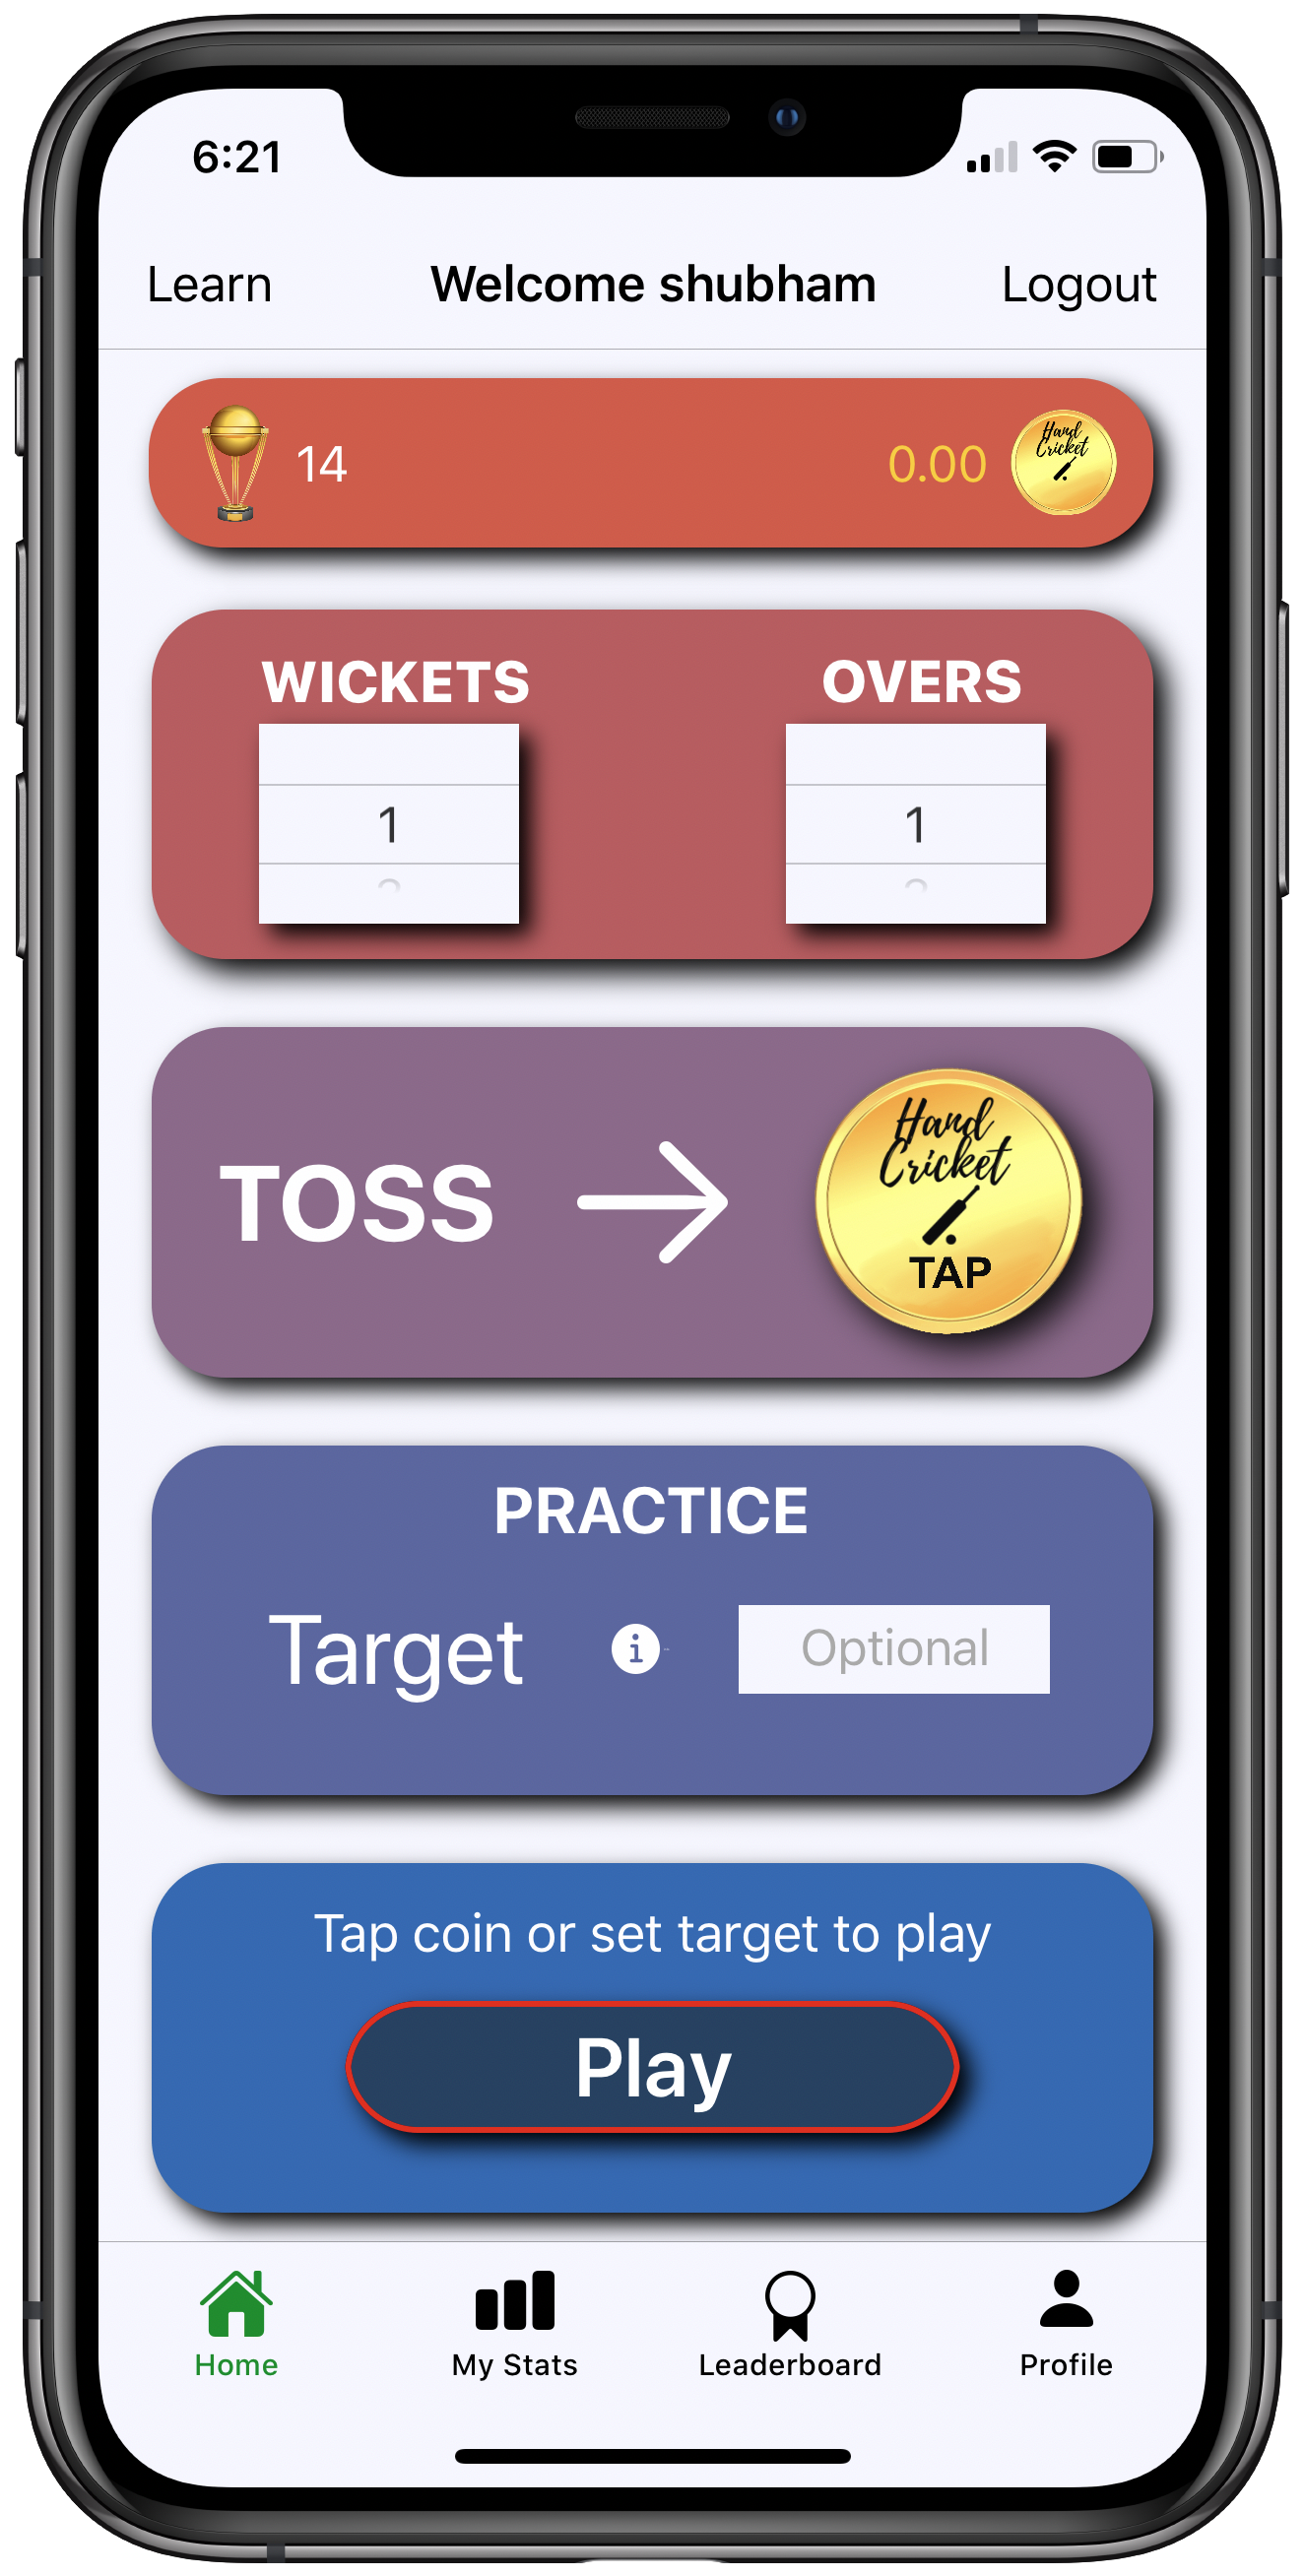 6:21
Learn Welcome shubham Logout
14 0.00 Hand
Cricket
WICKETS OVERS
1 1
TOSS Hand
Cricket
TAP
PRACTICE
Target i Optional
Tap coin or set target to play
Play
Home My Stats Leaderboard Profile